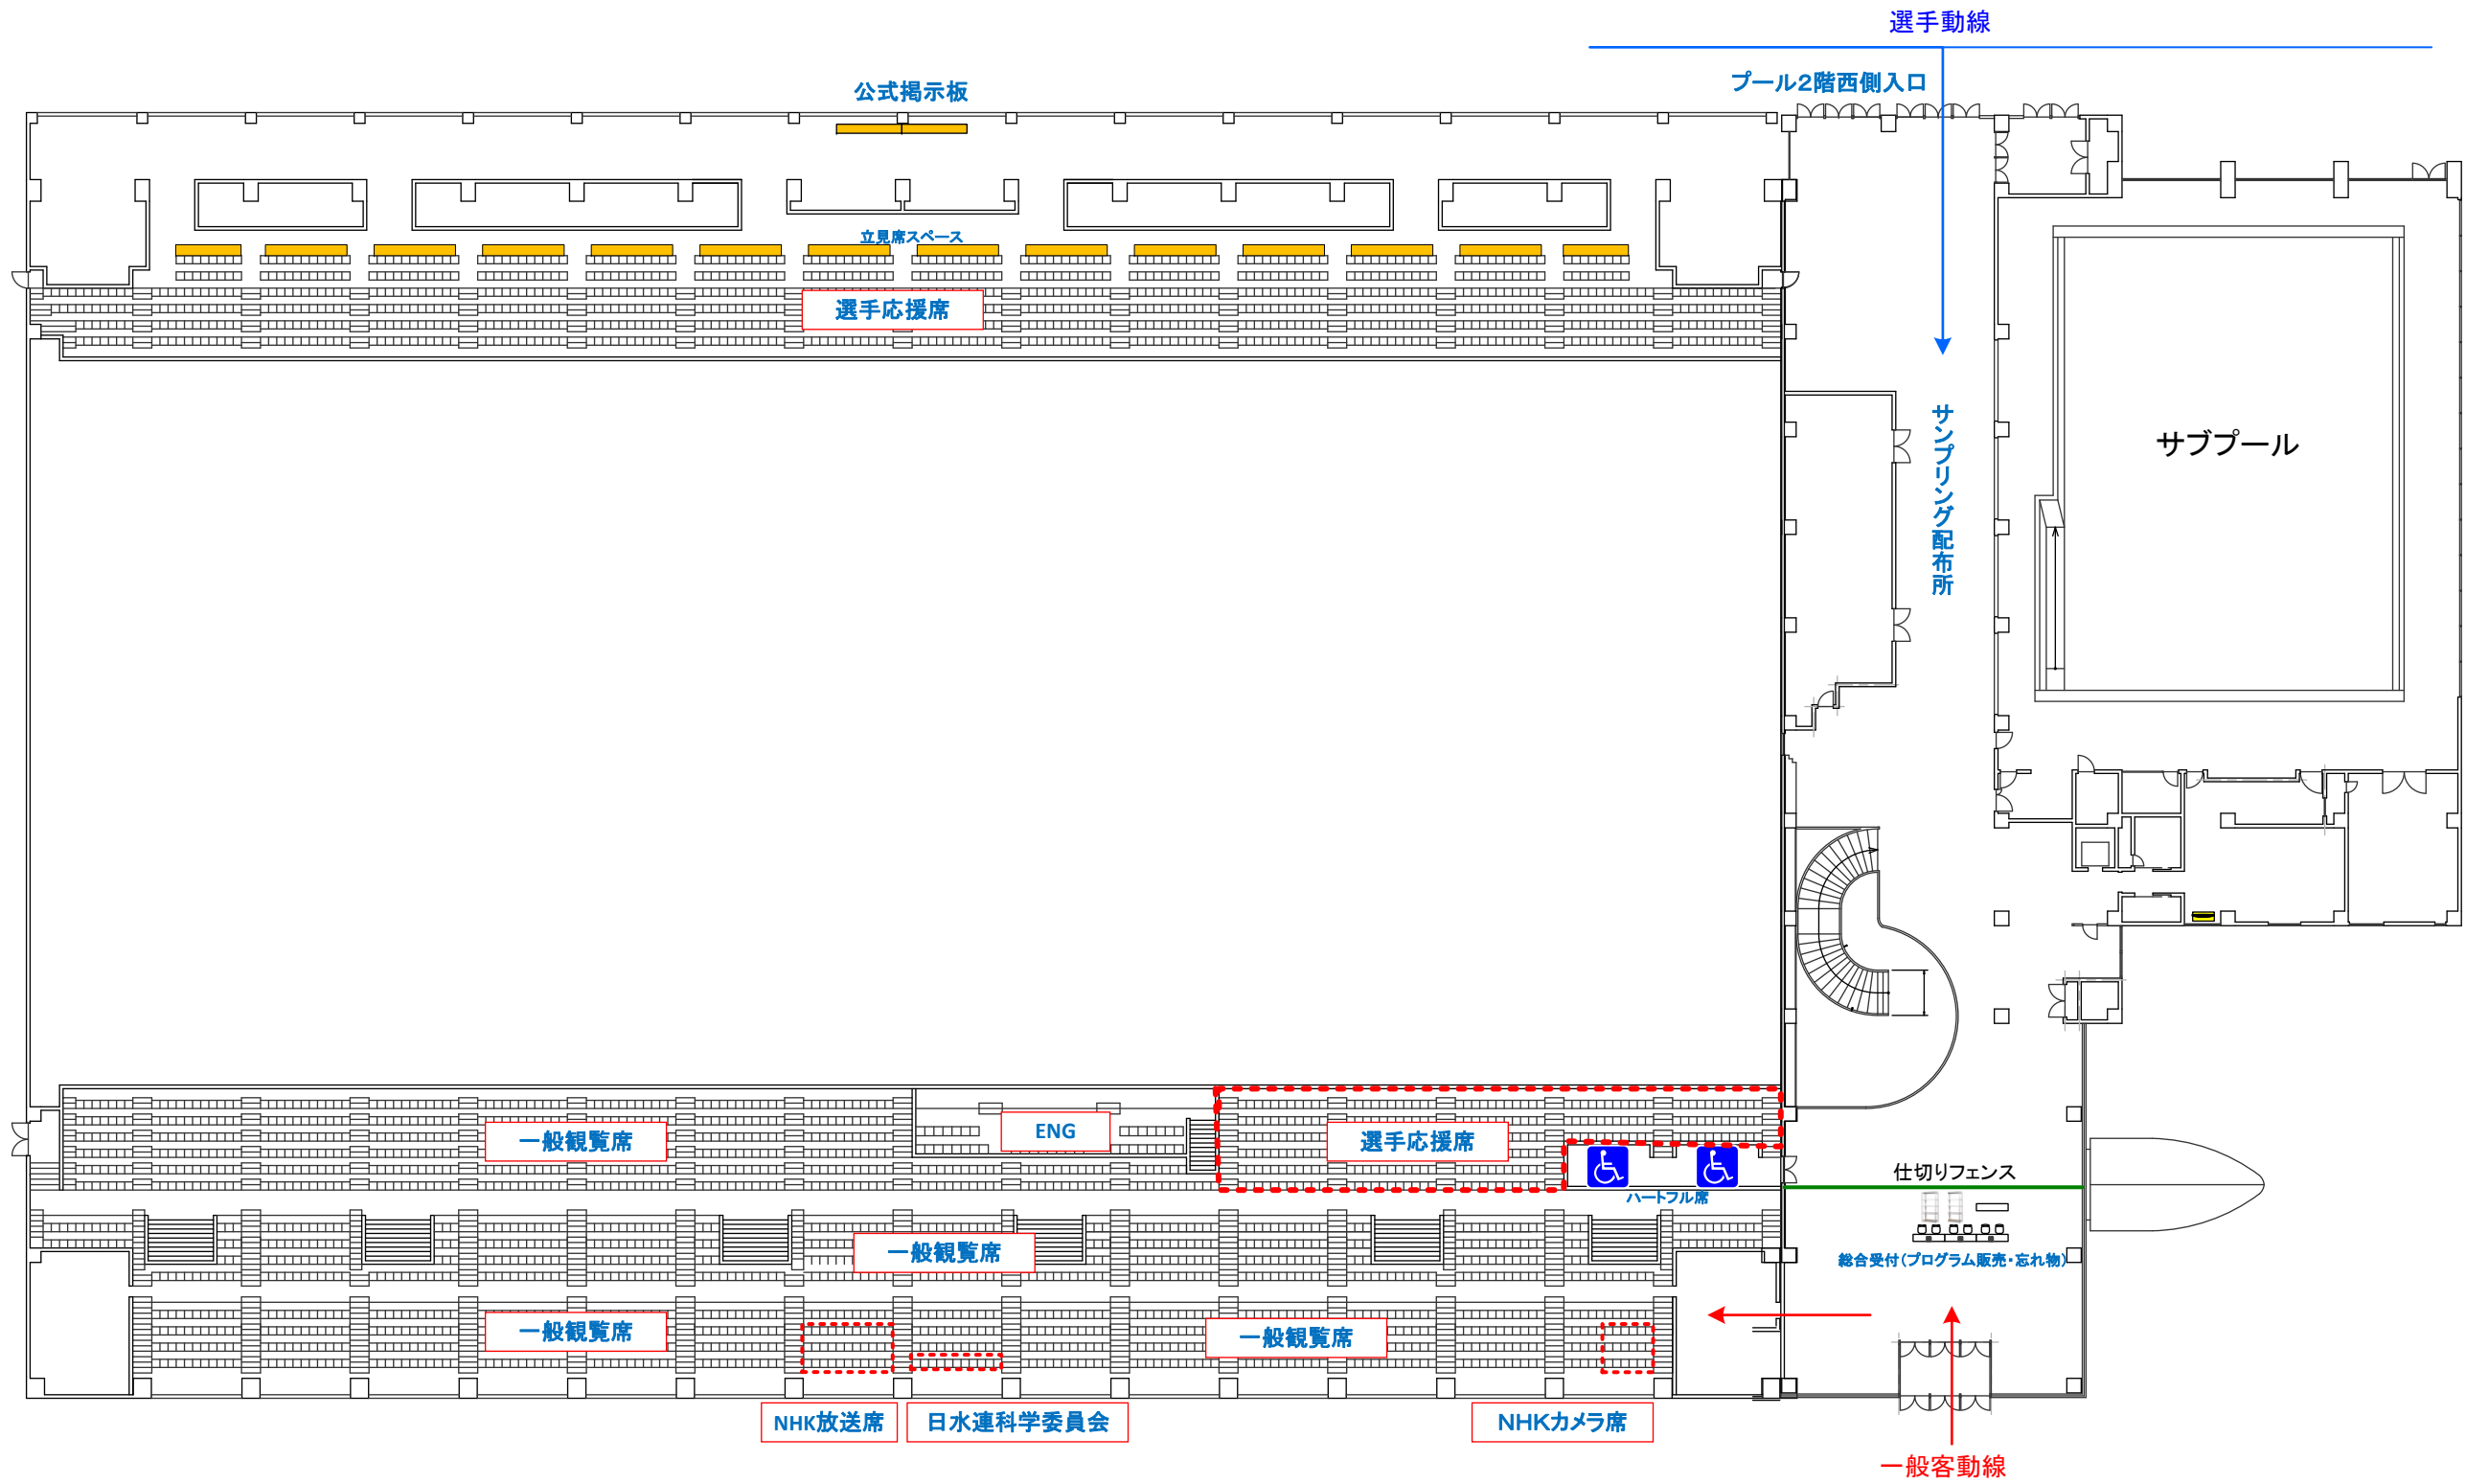 選手動線
プール2階西側入口
公式掲示板
立見席スペース
選手応援席
サンプリング配布所
サブプール
一般観覧席
ENG
選手応援席
ハートフル席
仕切りフェンス
一般観覧席
総合受付(プログラム販売・忘れ物)
一般観覧席
一般観覧席
NHK放送席
日水連科学委員会
NHKカメラ席
一般客動線